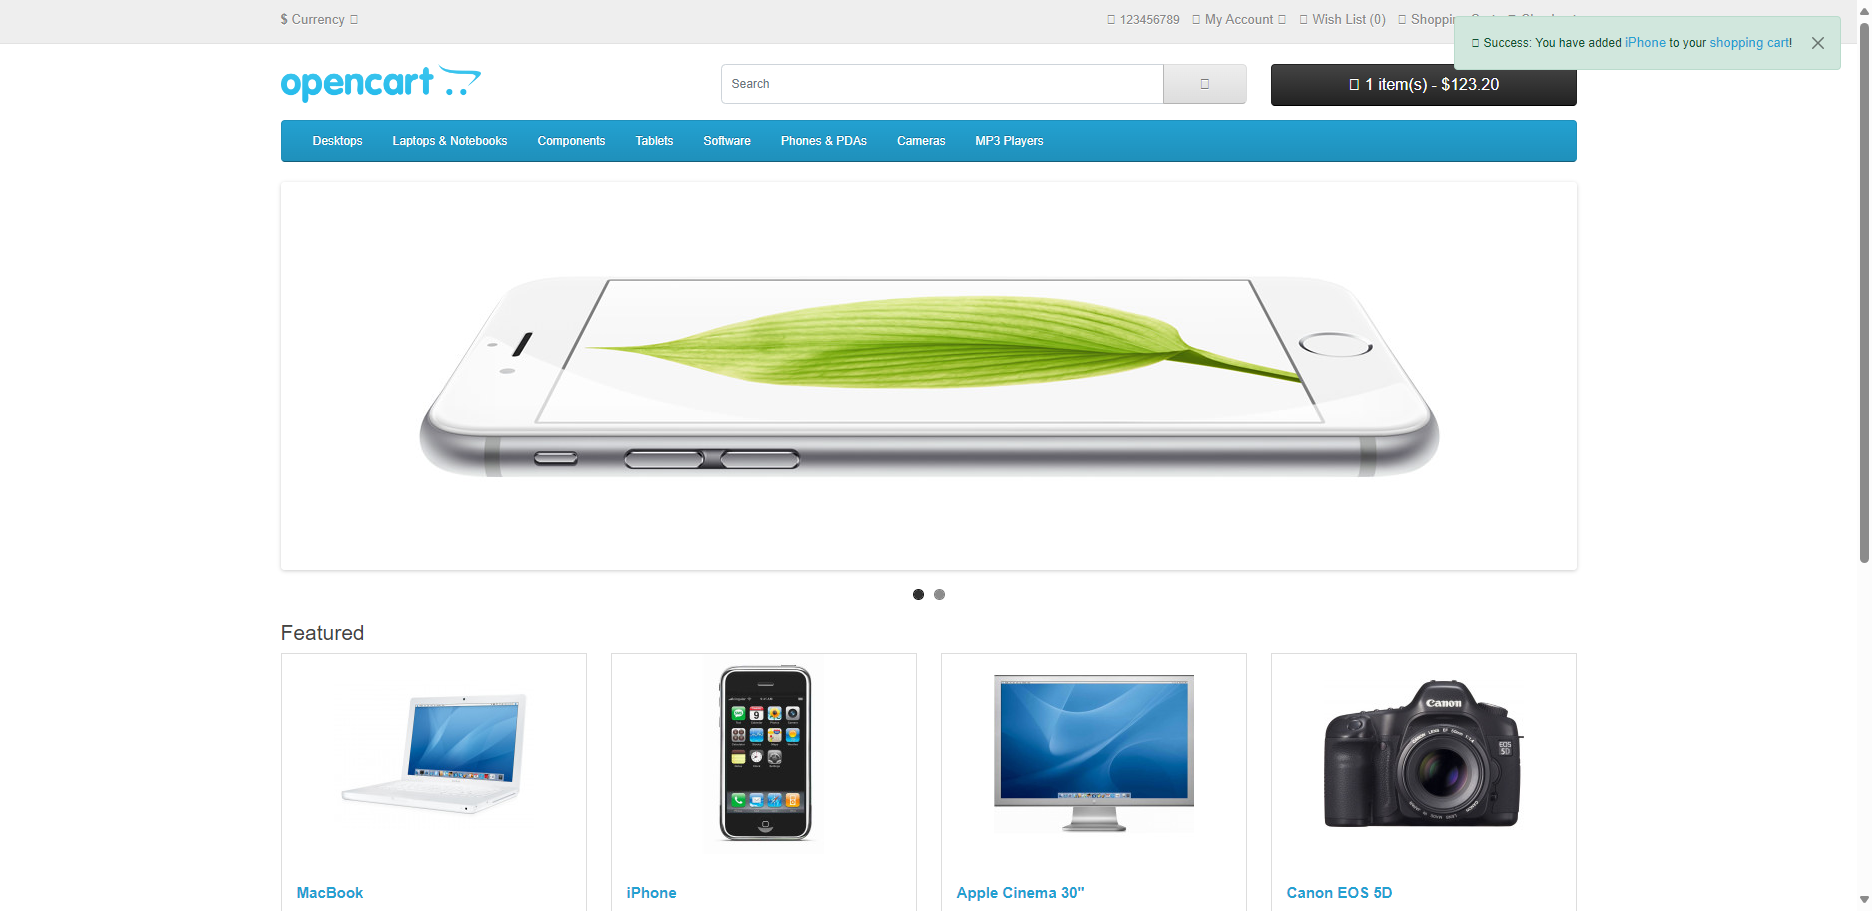 $ Currency
123456789
My Account
Wish List (0)
Success: You have added iPhone to your shopping cart!
opencart
Search
1 item(s) - $123.20
Desktops
Laptops & Notebooks
Components
Tablets
Software
Phones & PDAs
Cameras
MP3 Players
Featured
Canon
MacBook
iPhone
Apple Cinema 30"
Canon EOS 5D